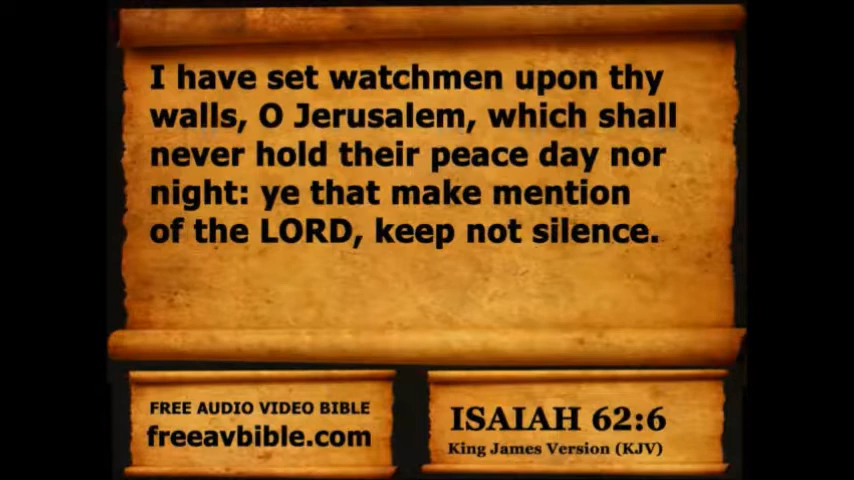 I have set watchmen upon thy
walls, O Jerusalem, which shall
never hold their peace day nor
night: ye that make mention
of the LORD, keep not silence.
FREE AUDIO VIDEO BIBLE
freeavbible.com
ISAIAH 62:6
King James Version (KJV)